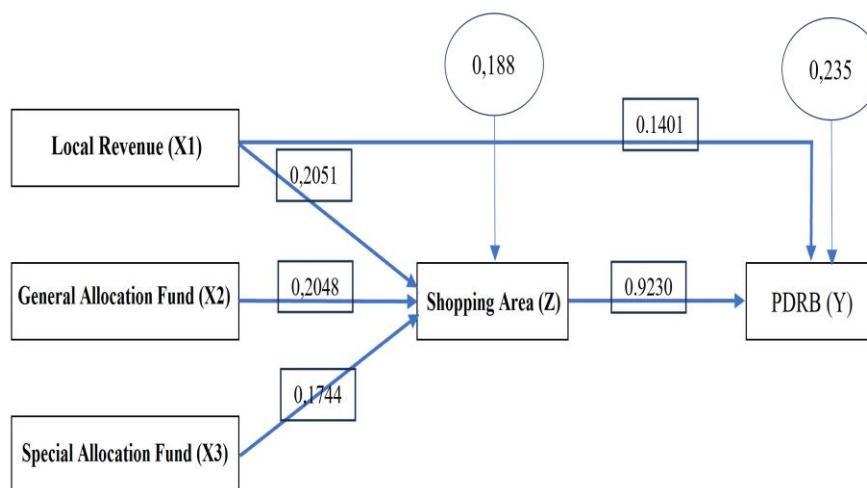 0,188
0,235
Local Revenue (X1)
0.1401
0,2051
General Allocation Fund (X2)
0,2048
Shopping Area (Z)
0.9230
PDRB (Y)
0,1744
Special Allocation Fund (X3)